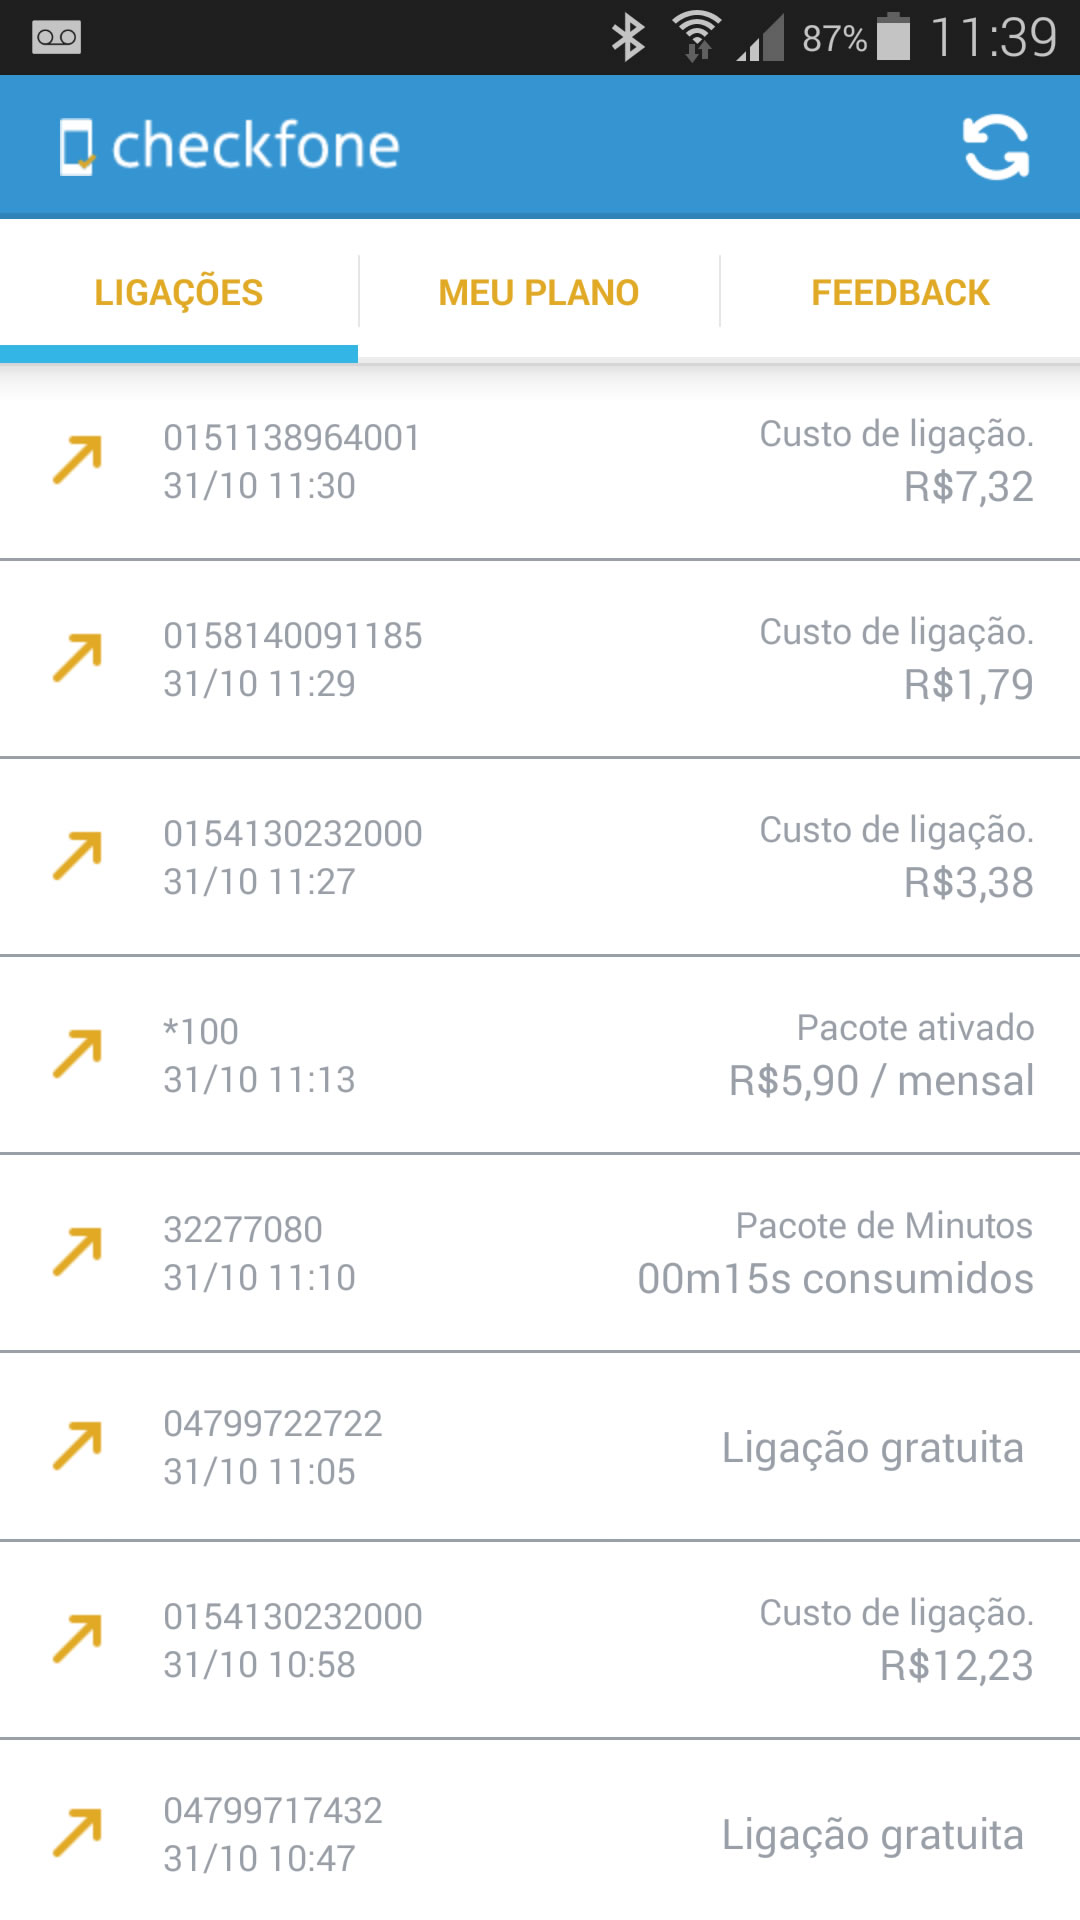 87% 11:39
checkfone
LIGAÇÕES MEU PLANO FEEDBACK
0151138964001 Custo de ligação.
31/10 11:30 R$7,32
0158140091185 Custo de ligação.
31/10 11:29 R$1,79
0154130232000 Custo de ligação.
31/10 11:27 R$3,38
*100 Pacote ativado
31/10 11:13 R$5,90 / mensal
32277080 Pacote de Minutos
31/10 11:10 00m15s consumidos
04799722722
31/10 11:05 Ligação gratuita
0154130232000 Custo de ligação.
31/10 10:58 R$12,23
04799717432
31/10 10:47 Ligação gratuita